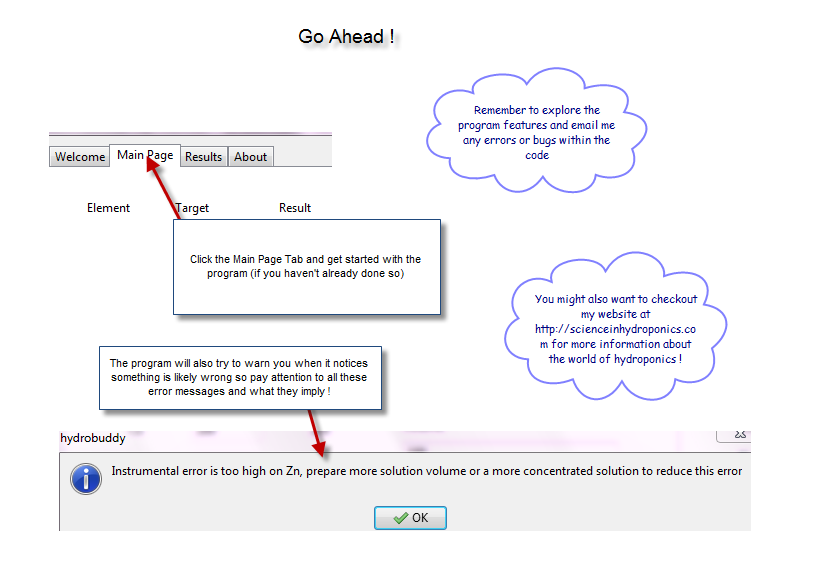 Go Ahead !
Remember to explore the
program features and email me
any errors or bugs within the
code
Welcome Main Page Results About
Element Target Result
Click the Main Page Tab and get started with the
program (if you haven't already done so)
You might also want to checkout
my website at
http://scienceinhydroponics.co
m for more information about
the world of hydroponics !
The program will also try to warn you when it notices
something is likely wrong so pay attention to all these
error messages and what they imply !
hydrobuddy
Instrumental error is too high on Zn, prepare more solution volume or a more concentrated solution to reduce this error
OK